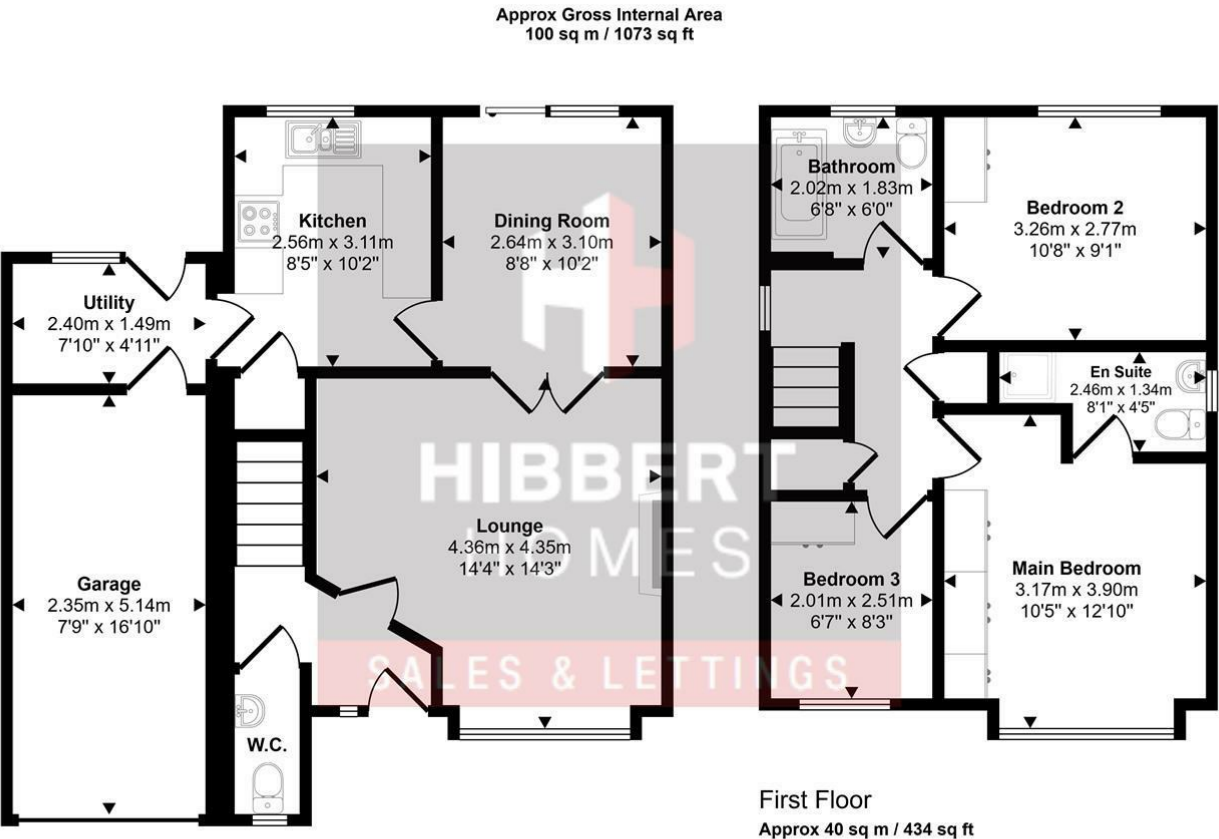 Approx Gross Internal Area
100 sq m / 1073 sq ft
Kitchen
2.56m x 3.11m
8'5" x 10'2"
Dining Room
2.64m x 3.10m
8'8" x 10'2"
Utility
2.40m x 1.49m
7'10" x 4'11"
Lounge
4.36m x 4.35m
14'4" x 14'3"
Garage
2.35m x 5.14m
7'9" x 16'10"
W.C.
Bathroom
2.02m x 1.83m
6'8" x 6'0"
Bedroom 2
3.26m x 2.77m
10'8" x 9'1"
En Suite
2.46m x 1.34m
8'1" x 4'5"
Main Bedroom
3.17m x 3.90m
10'5" x 12'10"
Bedroom 3
2.01m x 2.51m
6'7" x 8'3"
HIBBERT
HOMES
SALES & LETTINGS
First Floor
Approx 40 sq m / 434 sq ft